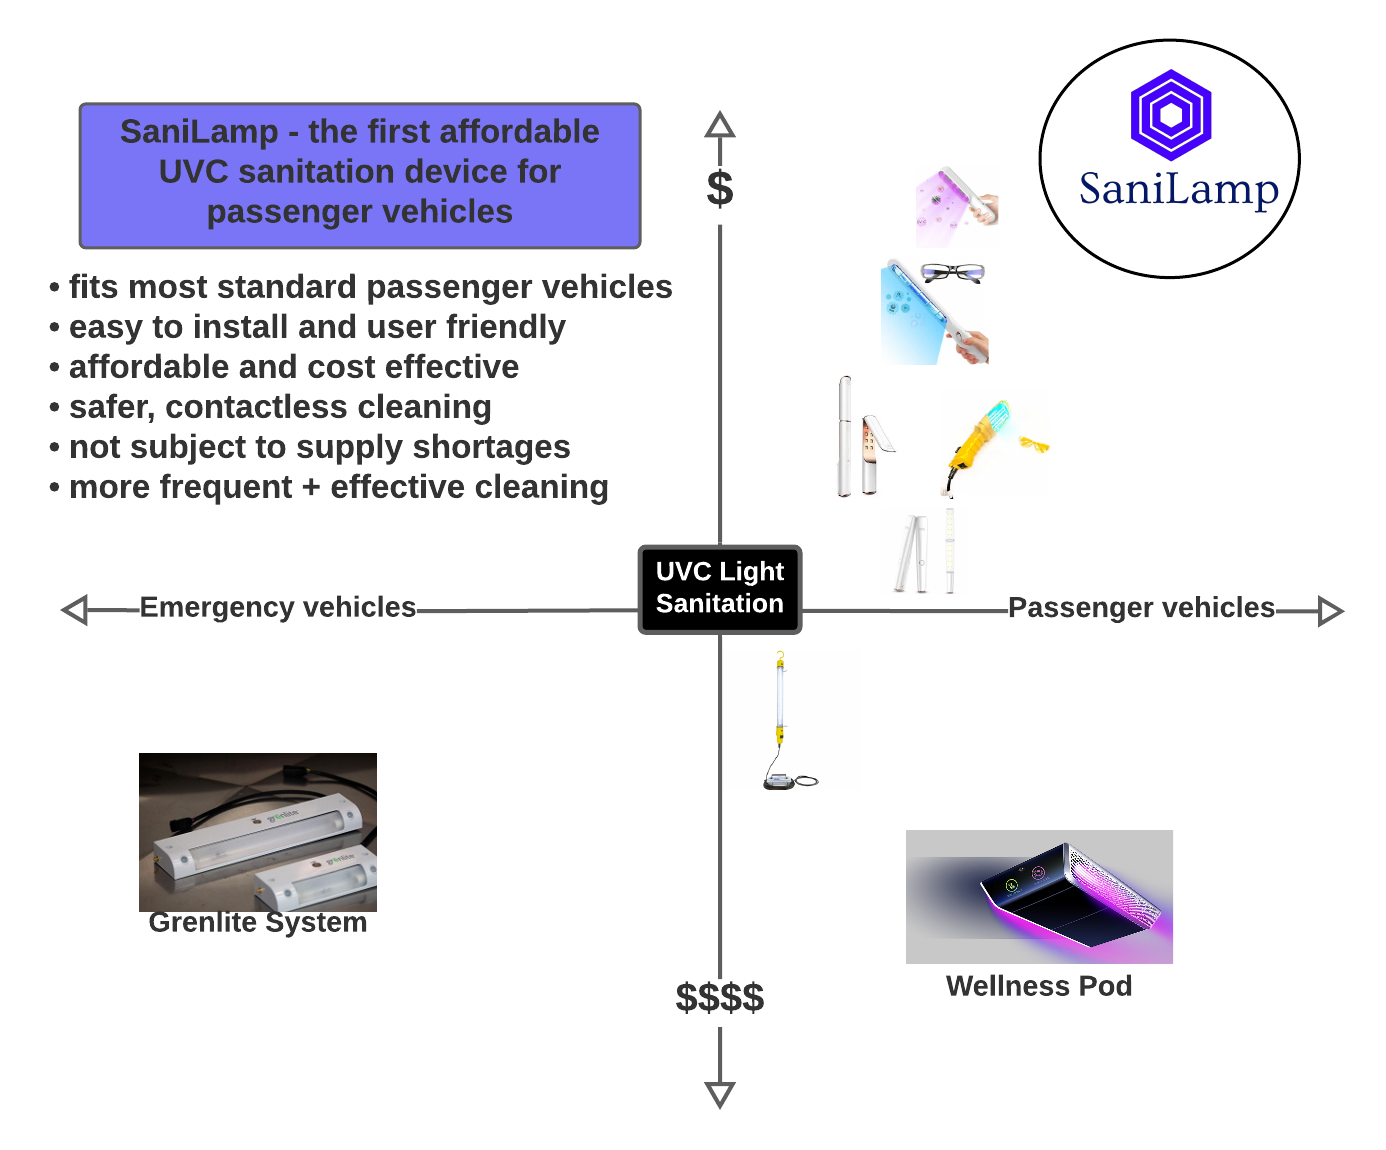 SaniLamp - the first affordable
UVC sanitation device for
passenger vehicles
• fits most standard passenger vehicles
• easy to install and user friendly
• affordable and cost effective
• safer, contactless cleaning
• not subject to supply shortages
• more frequent + effective cleaning
$
SaniLamp
UVC Light
Sanitation
Emergency vehicles
Passenger vehicles
grenlite
grenlite
Grenlite System
Wellness Pod
$$$$